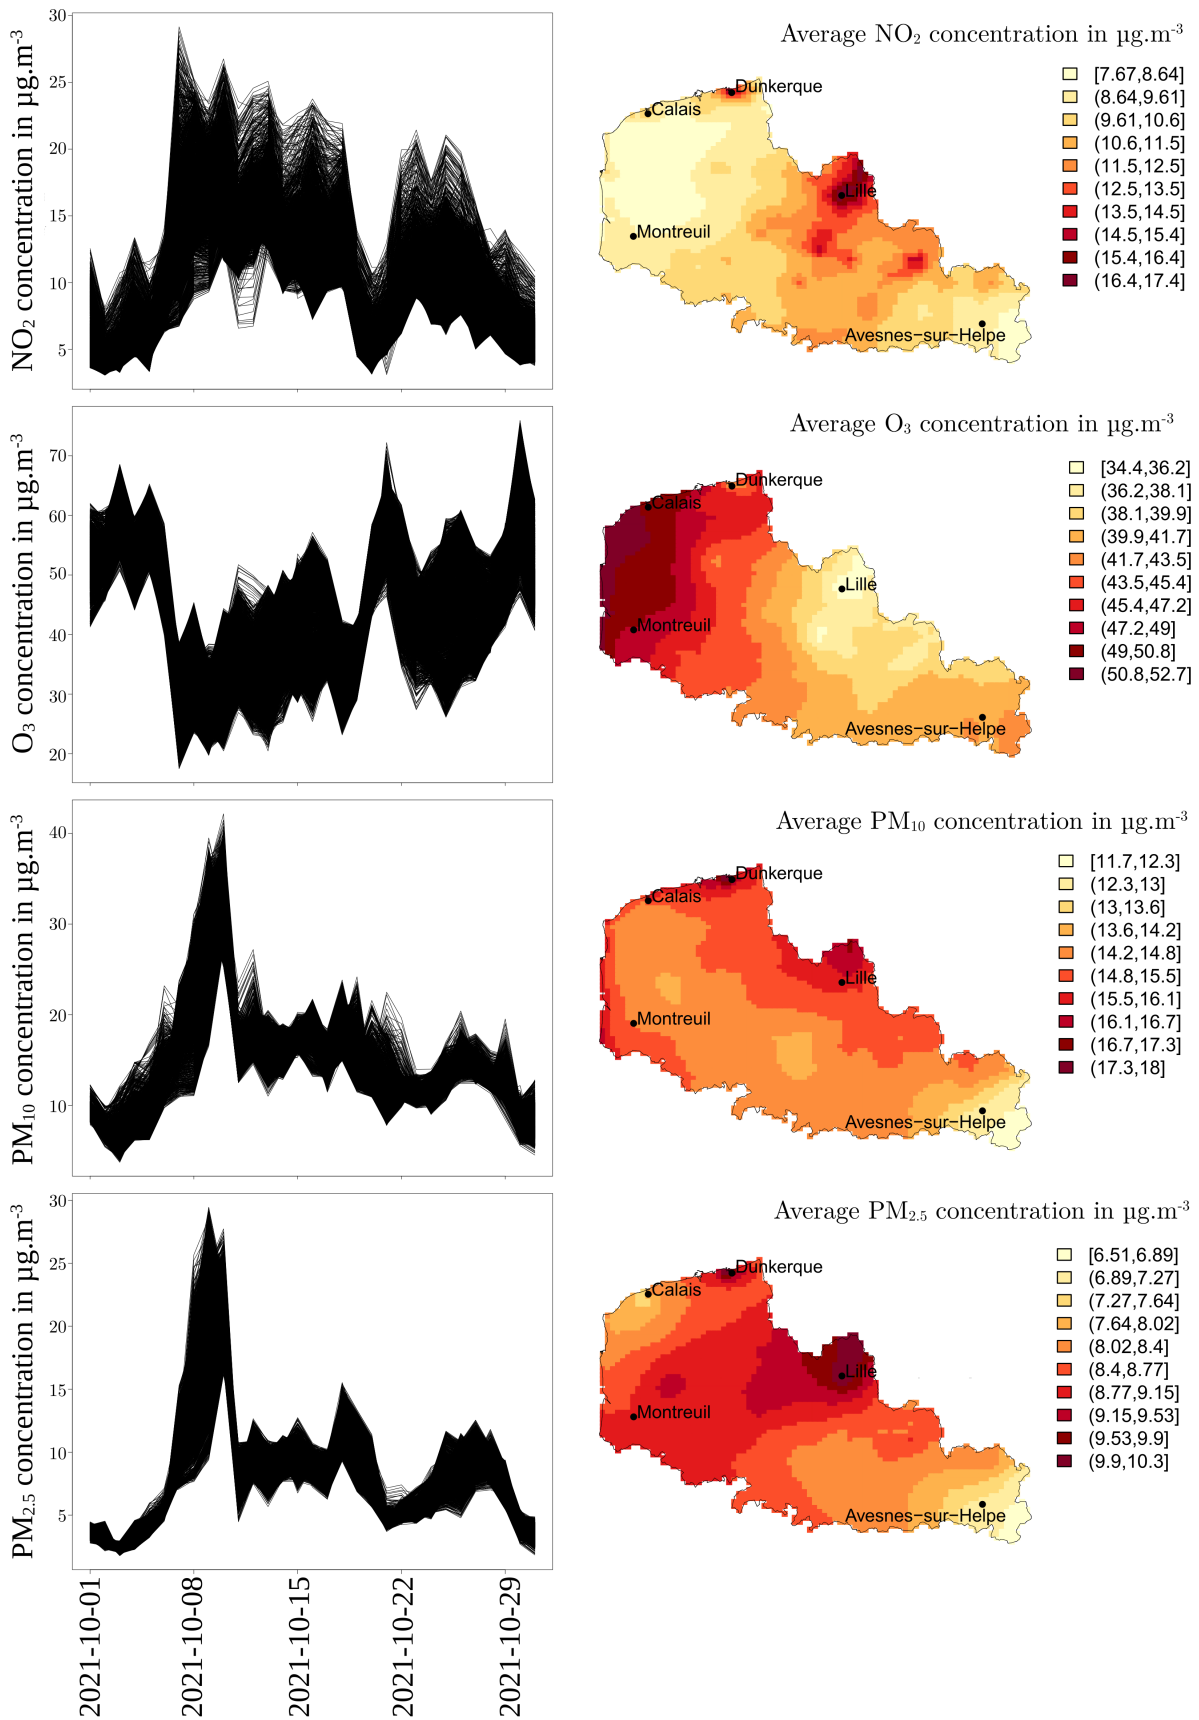 NO2 concentration in µg.m-3
30
25
20
15
10
5
Average NO2 concentration in µg.m-3
Dunkerque
Calais
Lille
Montreuil
Avesnes-sur-Helpe
[7.67,8.64]
(8.64,9.61]
(9.61,10.6]
(10.6,11.5]
(11.5,12.5]
(12.5,13.5]
(13.5,14.5]
(14.5,15.4]
(15.4,16.4]
(16.4,17.4]
O3 concentration in µg.m-3
70
60
50
40
30
20
Average O3 concentration in µg.m-3
Dunkerque
Calais
Lille
Montreuil
Avesnes-sur-Helpe
[34.4,36.2]
(36.2,38.1]
(38.1,39.9]
(39.9,41.7]
(41.7,43.5]
(43.5,45.4]
(45.4,47.2]
(47.2,49]
(49,50.8]
(50.8,52.7]
PM10 concentration in µg.m-3
40
30
20
10
Average PM10 concentration in µg.m-3
Dunkerque
Calais
Lille
Montreuil
Avesnes-sur-Helpe
[11.7,12.3]
(12.3,13]
(13,13.6]
(13.6,14.2]
(14.2,14.8]
(14.8,15.5]
(15.5,16.1]
(16.1,16.7]
(16.7,17.3]
(17.3,18]
PM2.5 concentration in µg.m-3
30
25
20
15
10
5
2021-10-01
2021-10-08
2021-10-15
2021-10-22
2021-10-29
Average PM2.5 concentration in µg.m-3
Dunkerque
Calais
Lille
Montreuil
Avesnes-sur-Helpe
[6.51,6.89]
(6.89,7.27]
(7.27,7.64]
(7.64,8.02]
(8.02,8.4]
(8.4,8.77]
(8.77,9.15]
(9.15,9.53]
(9.53,9.9]
(9.9,10.3]